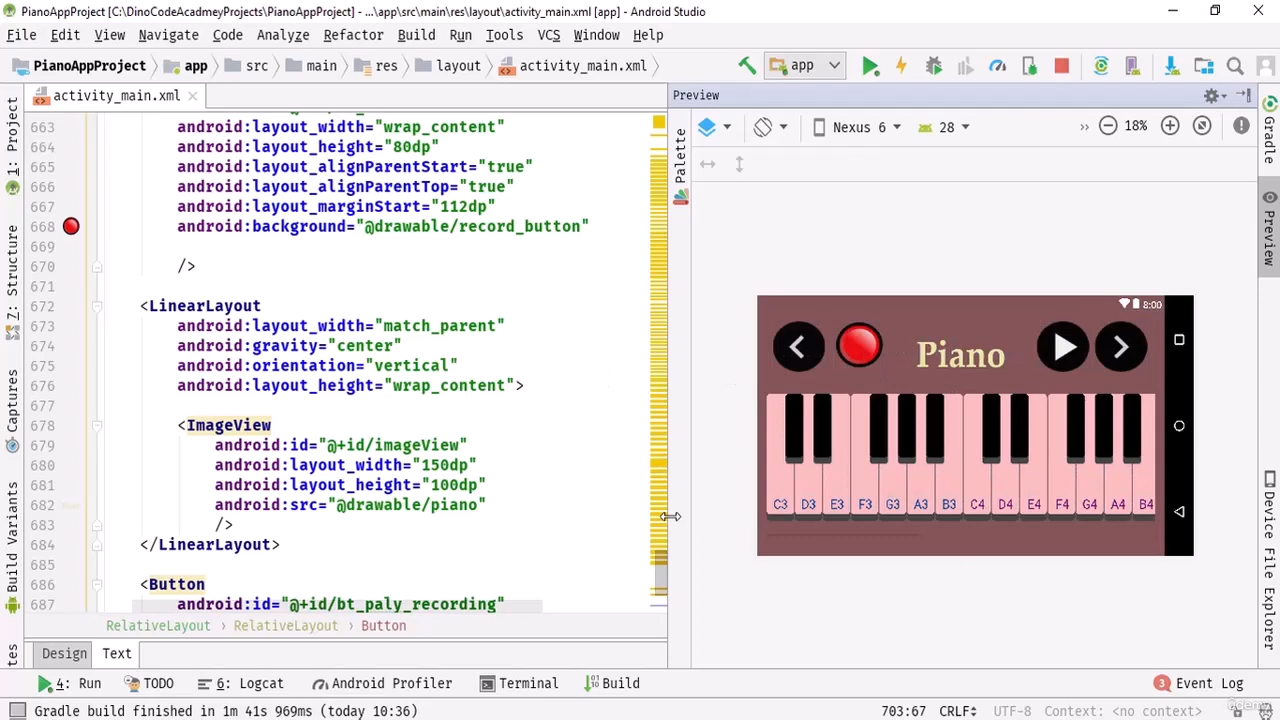 PianoAppProject [C:\DinoCodeAcadmeyProjects\PianoAppProject] - ...\app\src\main\res\layout\activity_main.xml [app] - Android Studio
File Edit View Navigate Code Analyze Refactor Build Run Tools VCS Window Help
PianoAppProject app src main res layout activity_main.xml app
activity_main.xml
Preview
663 android:layout_width="wrap_content"
664 android:layout_height="80dp"
665 android:layout_alignParentStart="true"
666 android:layout_alignParentTop="true"
667 android:layout_marginStart="112dp"
668 android:background="@drawable/record_button"
669
670 />
671
672 <LinearLayout
673 android:layout_width="match_parent"
674 android:gravity="center"
675 android:orientation="vertical"
676 android:layout_height="wrap_content">
677
678 <ImageView
679 android:id="@+id/imageView"
680 android:layout_width="150dp"
681 android:layout_height="100dp"
682 android:src="@drawable/piano"
683 />
684 </LinearLayout>
685
686 <Button
687 android:id="@+id/bt_paly_recording"
RelativeLayout › RelativeLayout › Button
Design Text
1: Project
Z: Structure
Captures
Build Variants
Palette
Nexus 6 28 » 18%
8:00
Piano
C3 D3 E3 F3 G3 A3 B3 C4 D4 E4 F4 G4 A4 B4
Gradle
Preview
Device File Explorer
4: Run TODO 6: Logcat Android Profiler Terminal Build 3 Event Log
Gradle build finished in 1 m 41 s 969ms (today 10:36) 703:67 CRLF UTF-8 Context: <no context>
ûdemy